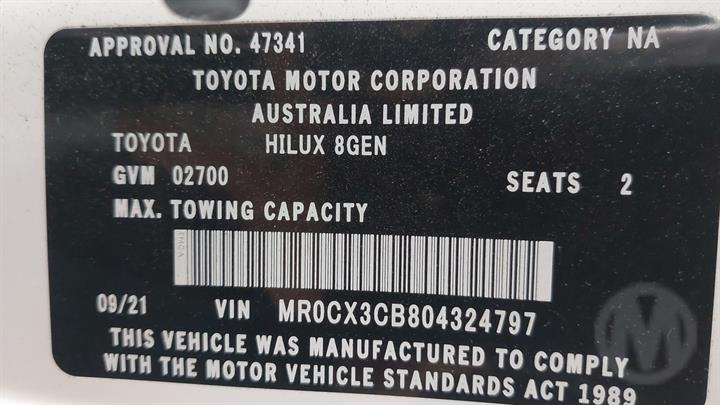 APPROVAL NO. 47341 CATEGORY NA
TOYOTA MOTOR CORPORATION
AUSTRALIA LIMITED
TOYOTA HILUX 8GEN
GVM 02700 SEATS 2
MAX. TOWING CAPACITY
09/21 VIN MR0CX3CB804324797
THIS VEHICLE WAS MANUFACTURED TO COMPLY
WITH THE MOTOR VEHICLE STANDARDS ACT 1989
M